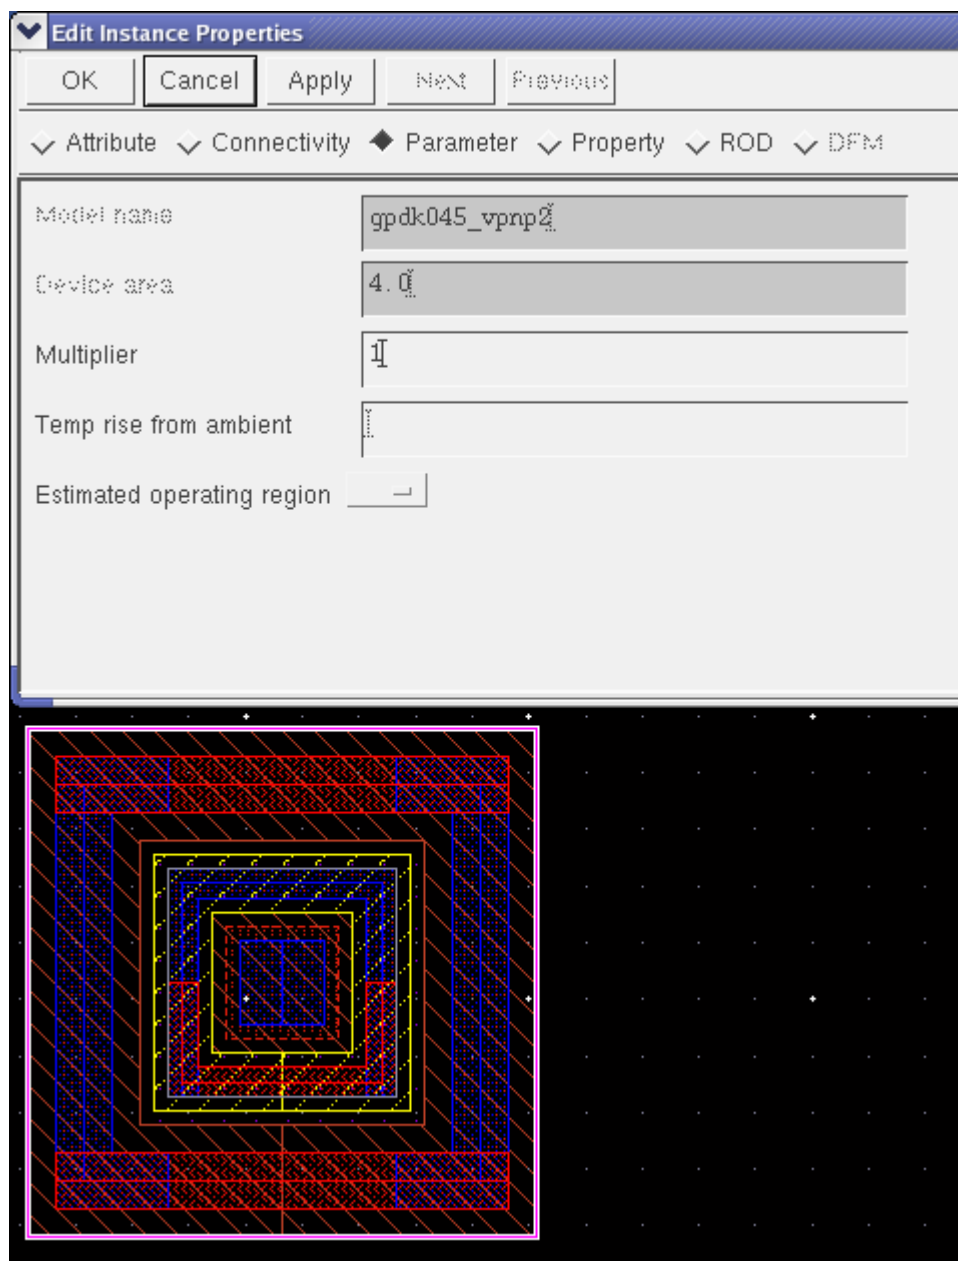 Edit Instance Properties
OK Cancel Apply Next Previous
Attribute Connectivity Parameter Property ROD DFM
Model name gpdk045_vpnp2
Device area 4.0
Multiplier 1
Temp rise from ambient
Estimated operating region